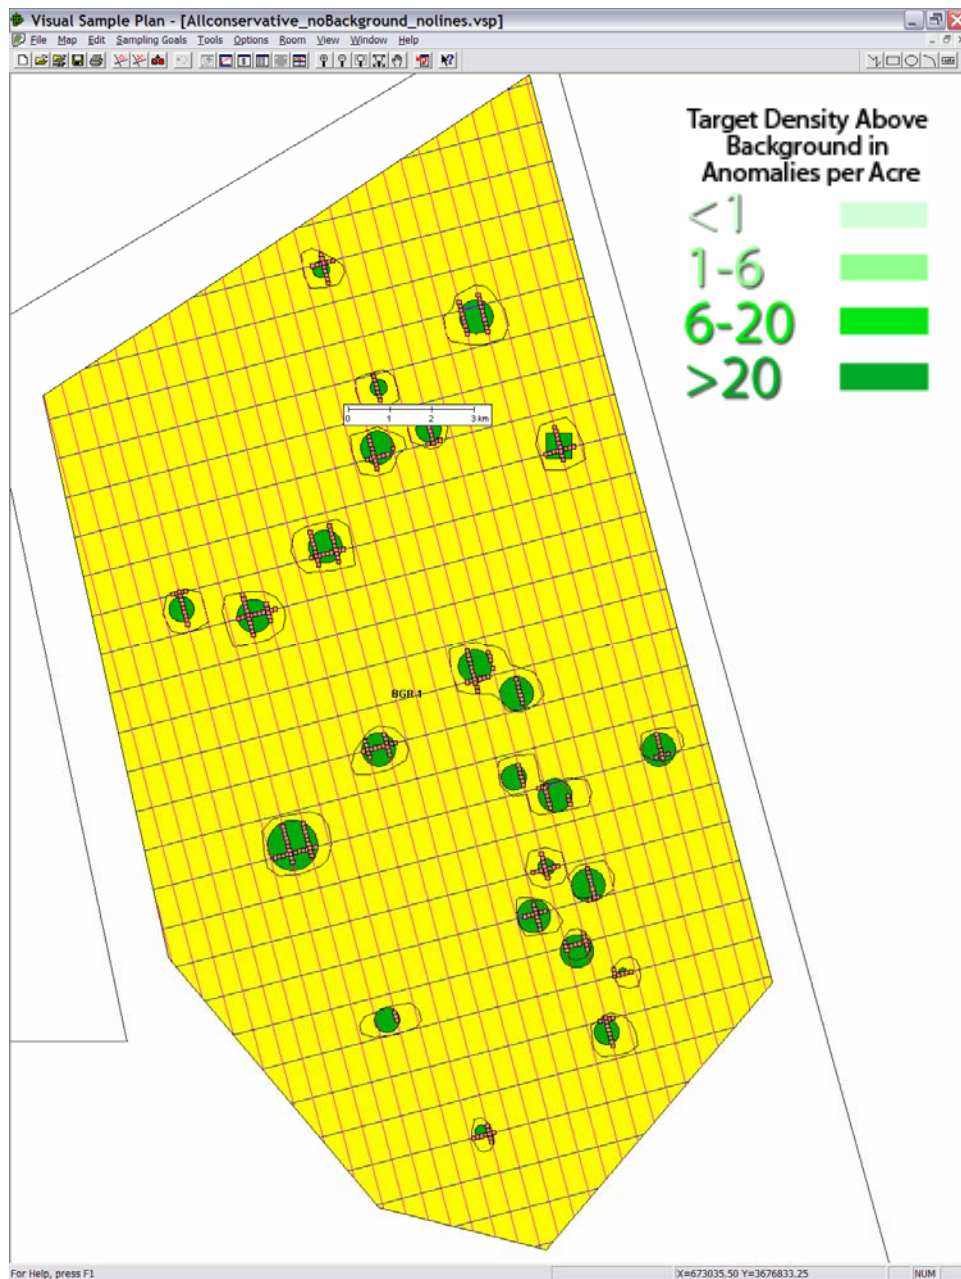 Visual Sample Plan - [Allconservative_noBackground_nolines.vsp]
File Map Edit Sampling Goals Tools Options Room View Window Help
Target Density Above
Background in
Anomalies per Acre
<1
1-6
6-20
>20
0 1 2 3 km
BGR-1
For Help, press F1 X=673035.50 Y=3676833.25 NUM